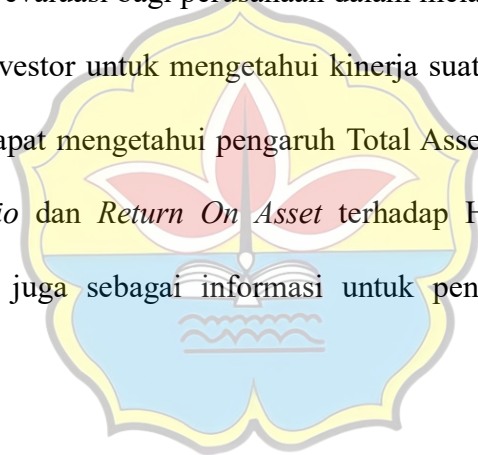 evaluasi bagi perusahaan dalam
vestor untuk mengetahui kinerja suat
apat mengetahui pengaruh Total Asse
io dan Return On Asset terhadap H
juga sebagai informasi untuk pen